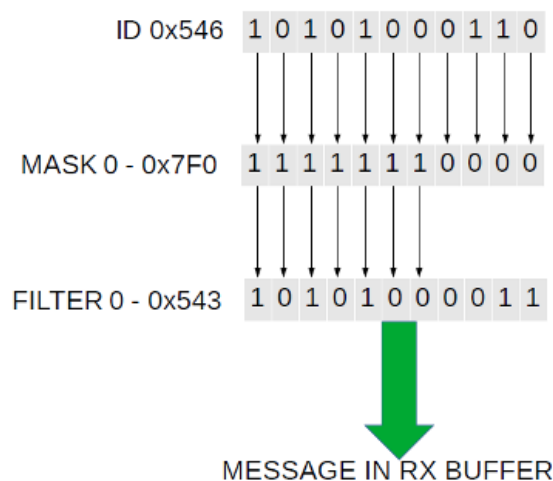 ID 0x546 1 0 1 0 1 0 0 0 1 1 0
MASK 0 - 0x7F0 1 1 1 1 1 1 1 0 0 0 0
FILTER 0 - 0x543 1 0 1 0 1 0 0 0 0 1 1
MESSAGE IN RX BUFFER